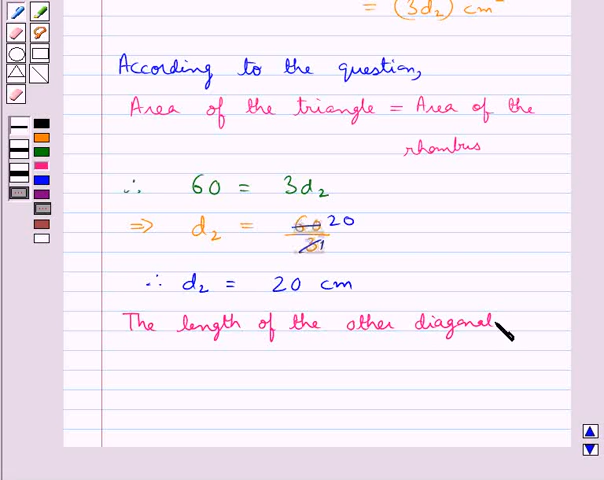 = (3d₂) cm²
According to the question,
Area of the triangle = Area of the
rhombus
∴ 60 = 3d₂
⇒ d₂ = 60 20
3 1
∴ d₂ = 20 cm
The length of the other diagonal